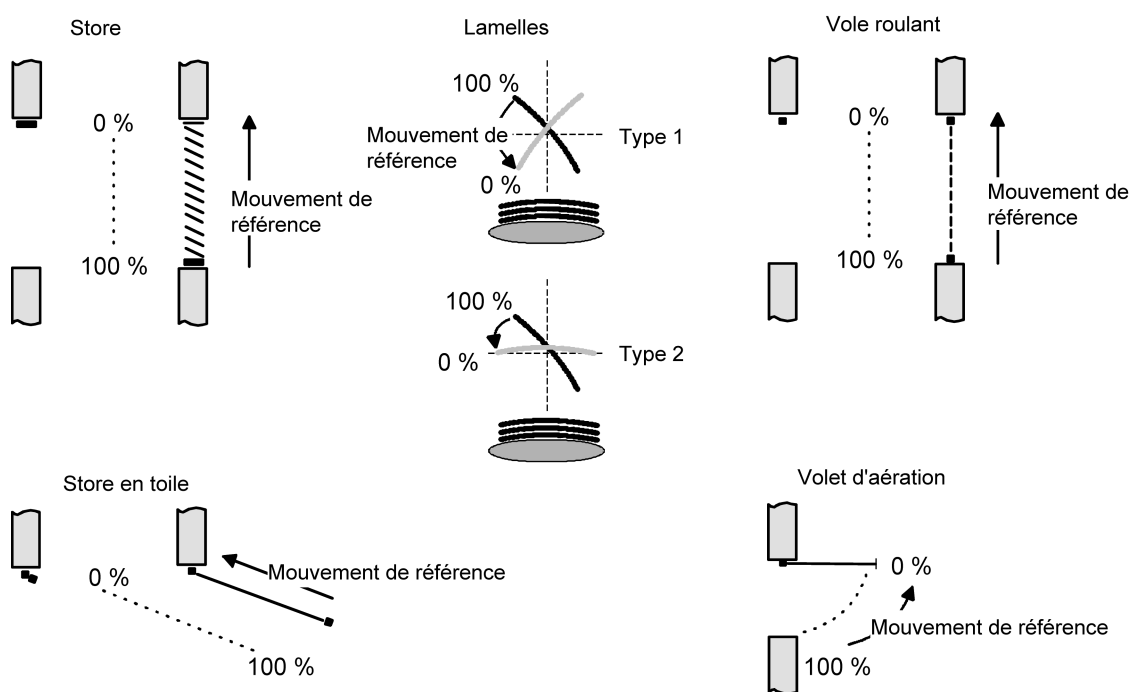 Store
0 %
Mouvement de
référence
100 %
Lamelles
100 %
Mouvement de
référence
Type 1
0 %
100 %
0 %
Type 2
Vole roulant
0 %
Mouvement de
référence
100 %
Store en toile
0 %
Mouvement de référence
100 %
Volet d'aération
0 %
Mouvement de référence
100 %